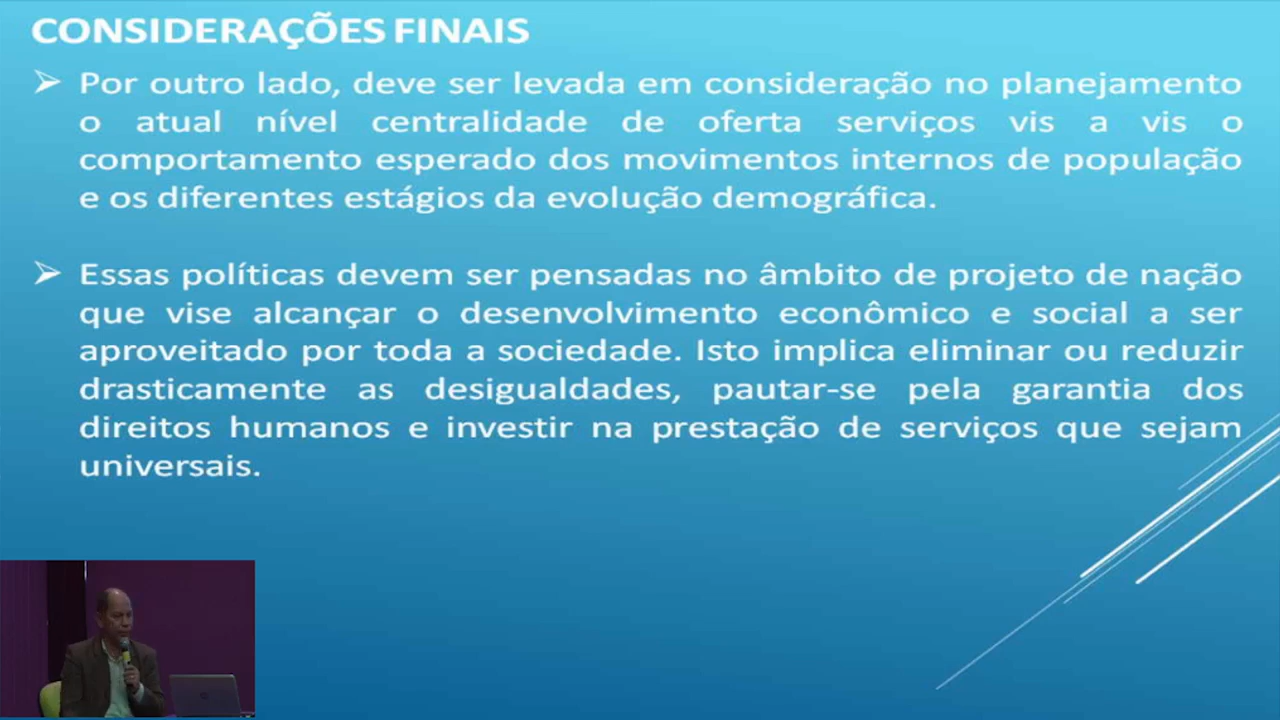 CONSIDERAÇÕES FINAIS
Por outro lado, deve ser levada em consideração no planejamento
o atual nível centralidade de oferta serviços vis a vis o
comportamento esperado dos movimentos internos de população
e os diferentes estágios da evolução demográfica.
Essas políticas devem ser pensadas no âmbito de projeto de nação
que vise alcançar o desenvolvimento econômico e social a ser
aproveitado por toda a sociedade. Isto implica eliminar ou reduzir
drasticamente as desigualdades, pautar-se pela garantia dos
direitos humanos e investir na prestação de serviços que sejam
universais.